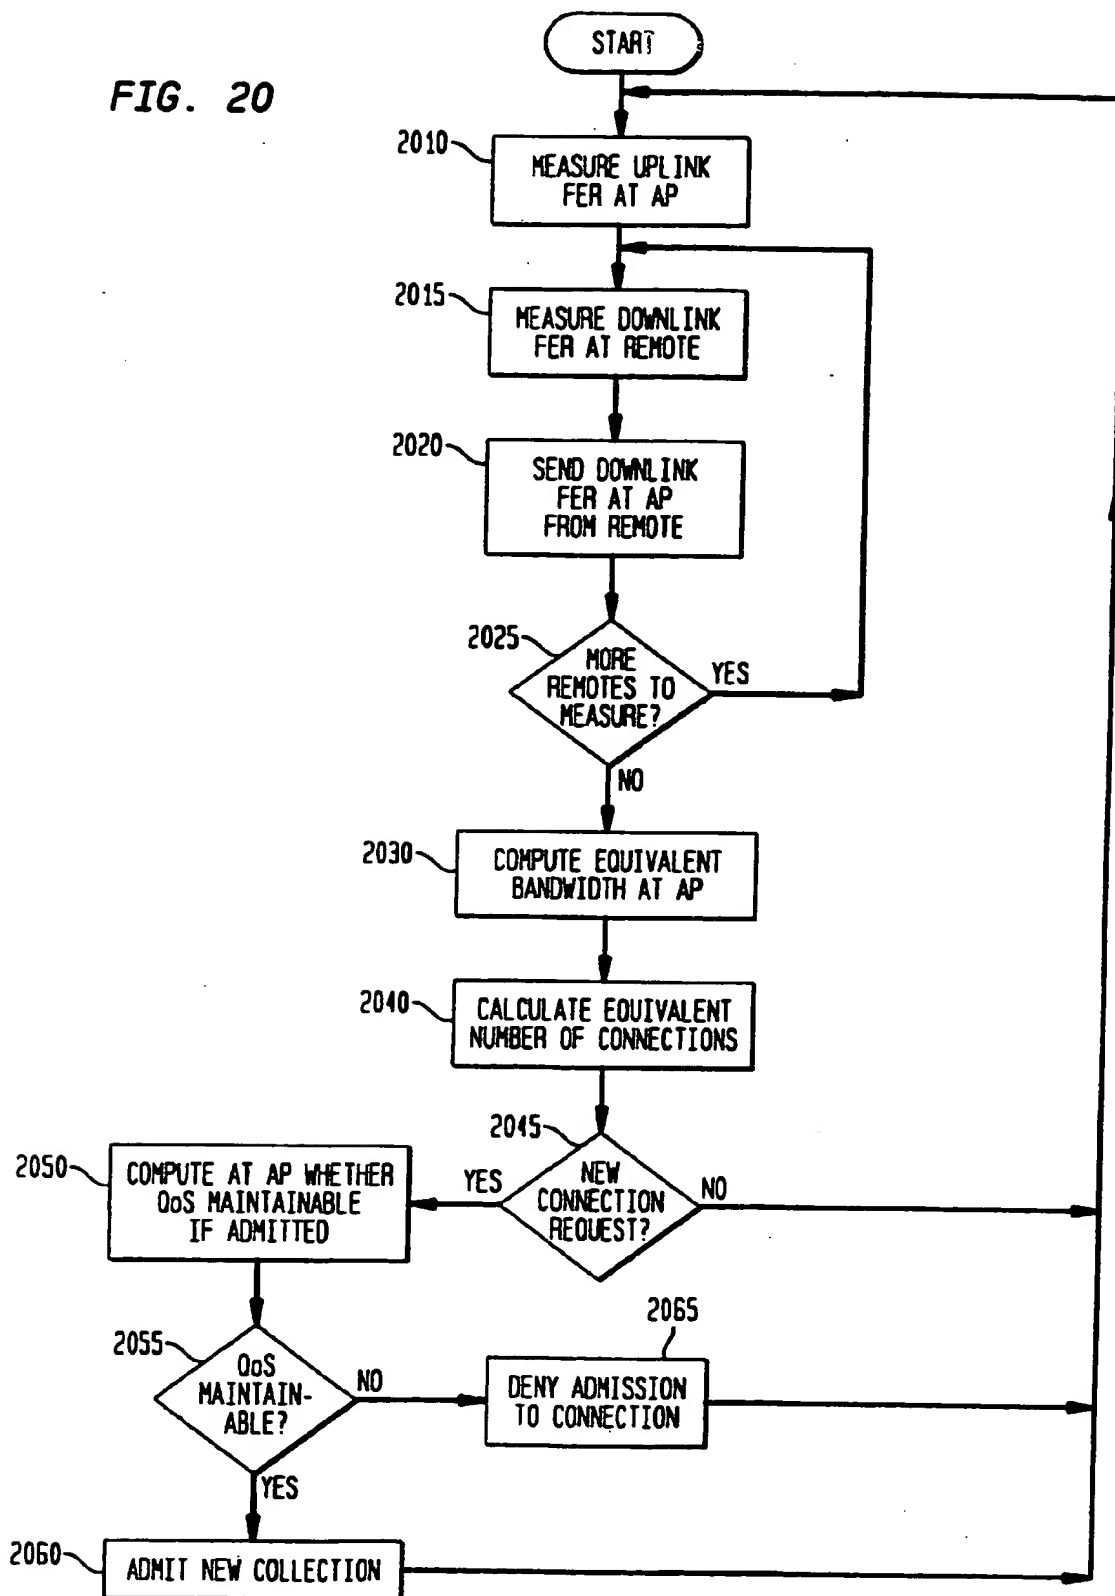 START
FIG. 20
2010
MEASURE UPLINK
FER AT AP
2015
MEASURE DOWNLINK
FER AT REMOTE
2020
SEND DOWNLINK
FER AT AP
FROM REMOTE
2025
MORE
REMOTES TO
MEASURE?
YES
NO
2030
COMPUTE EQUIVALENT
BANDWIDTH AT AP
2040
CALCULATE EQUIVALENT
NUMBER OF CONNECTIONS
2045
NEW
CONNECTION
REQUEST?
YES
NO
2050
COMPUTE AT AP WHETHER
QoS MAINTAINABLE
IF ADMITTED
2055
QoS
MAINTAIN-
ABLE?
NO
2065
DENY ADMISSION
TO CONNECTION
YES
2060
ADMIT NEW COLLECTION